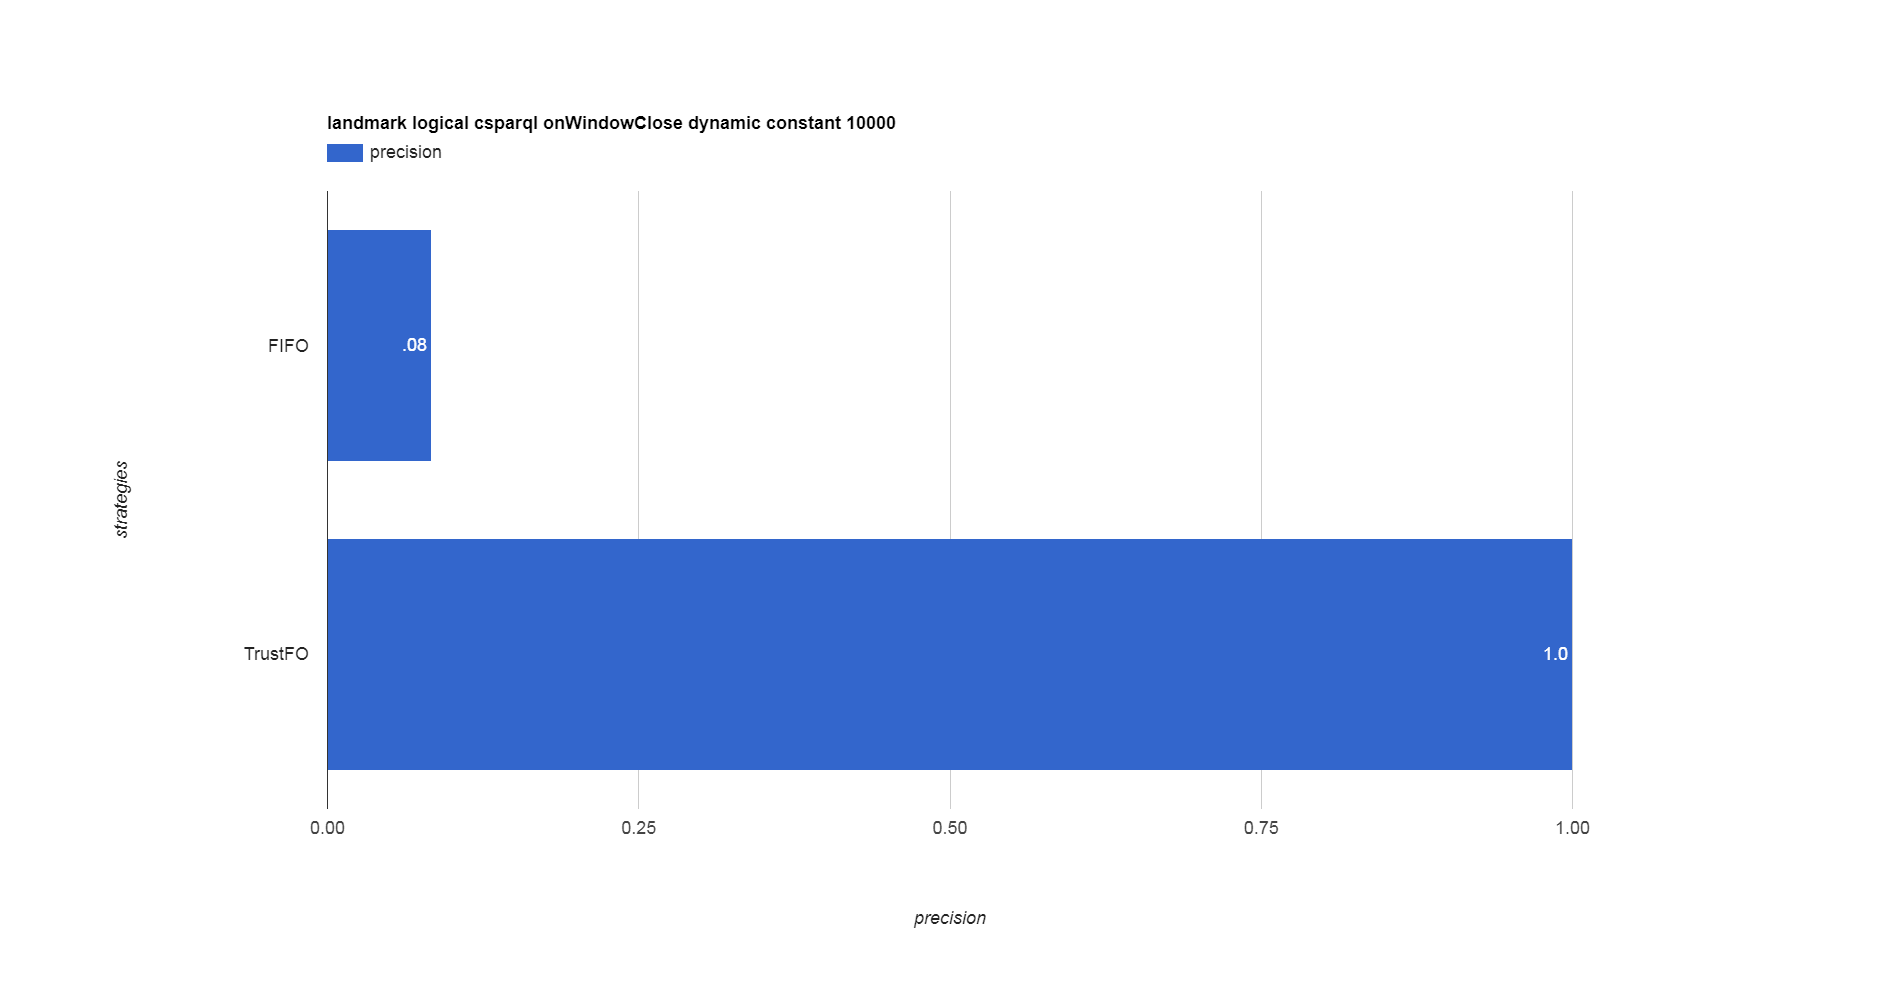 landmark logical csparql onWindowClose dynamic constant 10000
precision
FIFO
.08
strategies
TrustFO
1.0
0.00 0.25 0.50 0.75 1.00
precision